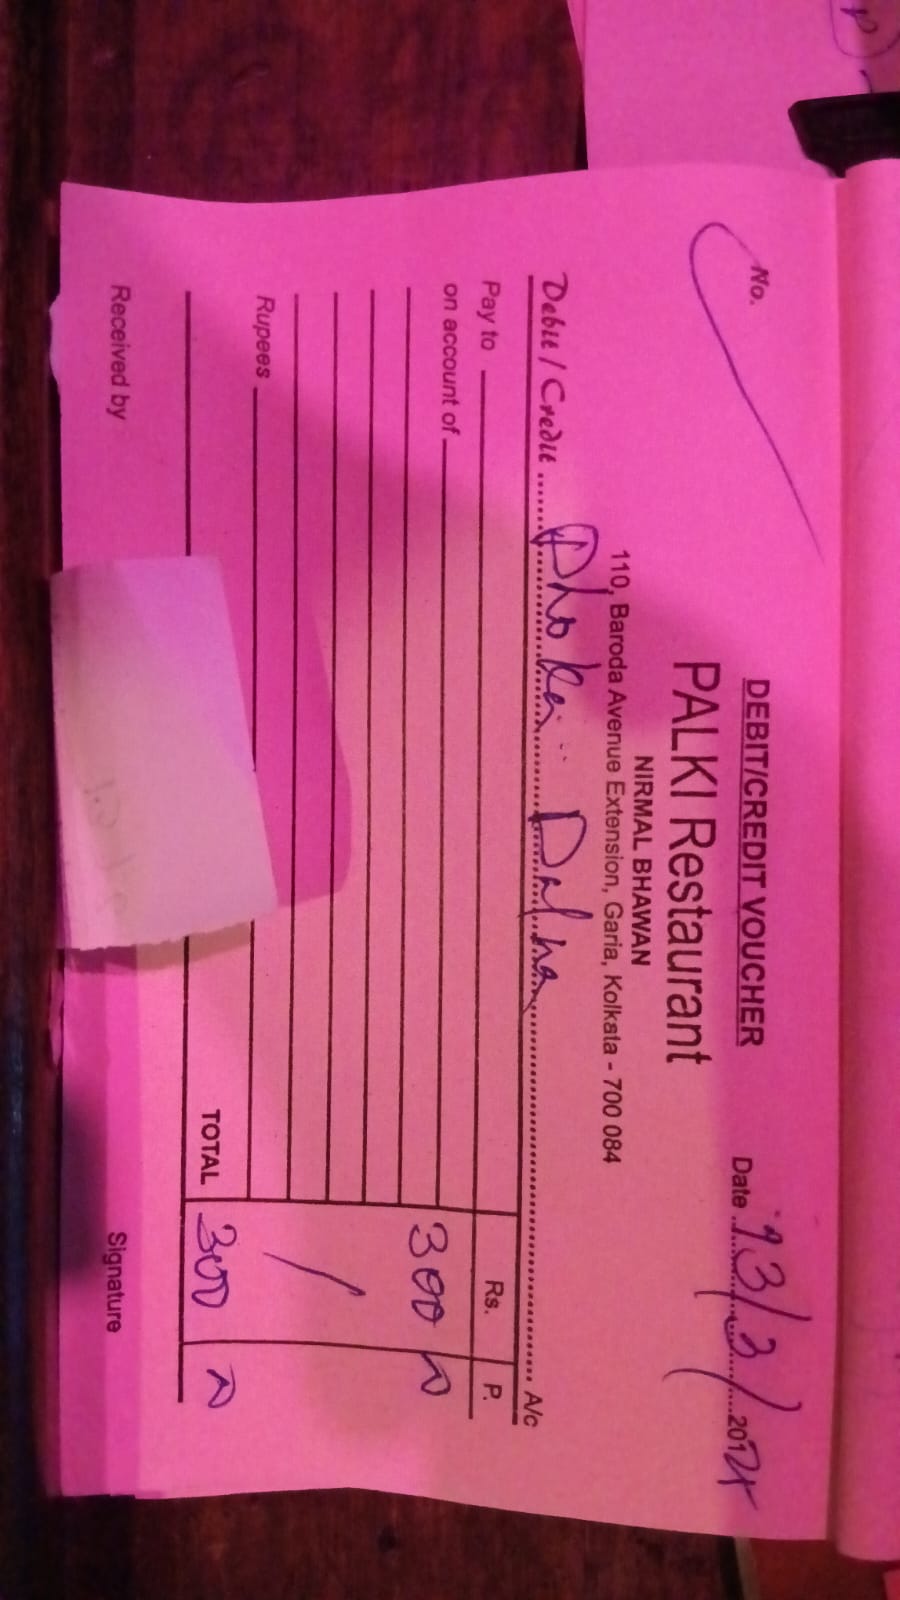 DEBIT/CREDIT VOUCHER
No.
PALKI Restaurant
Date 13/3/2024
NIRMAL BHAWAN
110, Baroda Avenue Extension, Garia, Kolkata - 700 084
Debit / Credit Dhoka Dalna A/c
Pay to Rs. P.
on account of 300
Rupees
TOTAL 300
Received by Signature